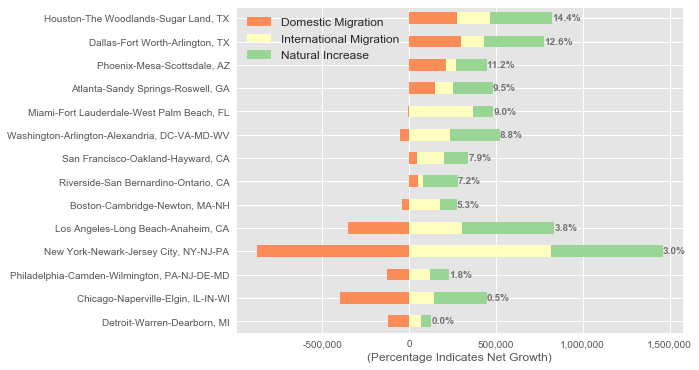 Domestic Migration
International Migration
Natural Increase
Houston-The Woodlands-Sugar Land, TX 14.4%
Dallas-Fort Worth-Arlington, TX 12.6%
Phoenix-Mesa-Scottsdale, AZ 11.2%
Atlanta-Sandy Springs-Roswell, GA 9.5%
Miami-Fort Lauderdale-West Palm Beach, FL 9.0%
Washington-Arlington-Alexandria, DC-VA-MD-WV 8.8%
San Francisco-Oakland-Hayward, CA 7.9%
Riverside-San Bernardino-Ontario, CA 7.2%
Boston-Cambridge-Newton, MA-NH 5.3%
Los Angeles-Long Beach-Anaheim, CA 3.8%
New York-Newark-Jersey City, NY-NJ-PA 3.0%
Philadelphia-Camden-Wilmington, PA-NJ-DE-MD 1.8%
Chicago-Naperville-Elgin, IL-IN-WI 0.5%
Detroit-Warren-Dearborn, MI 0.0%
-500,000 0 500,000 1,000,000 1,500,000
(Percentage Indicates Net Growth)